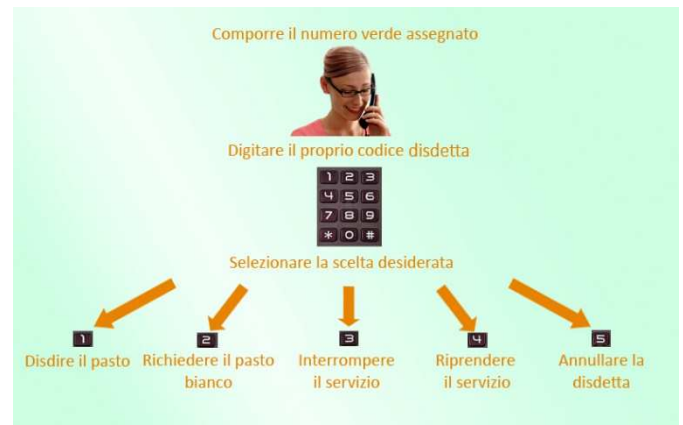 Comporre il numero verde assegnato
Digitare il proprio codice disdetta
1 2 3
4 5 6
7 8 9
* 0 #
Selezionare la scelta desiderata
1 2 3 4 5
Disdire il pasto Richiedere il pasto Interrompere Riprendere Annullare la
bianco il servizio il servizio disdetta